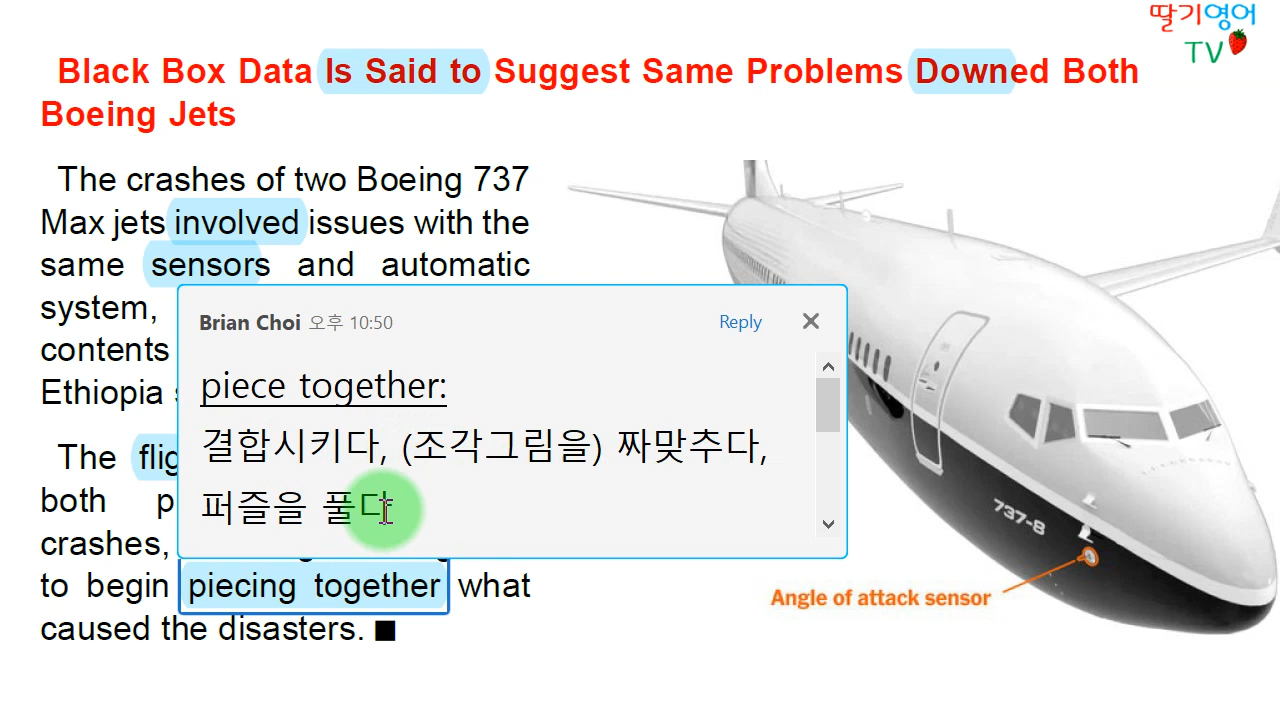 딸기영어
TV
Black Box Data Is Said to Suggest Same Problems Downed Both
Boeing Jets
The crashes of two Boeing 737
Max jets involved issues with the
same sensors and automatic
system,
contents
Ethiopia
The
both
crashes,
to begin piecing together what
caused the disasters. ■
Brian Choi 오후 10:50 Reply
piece together:
결합시키다, (조각그림을) 짜맞추다,
퍼즐을 풀다
737-8
Angle of attack sensor